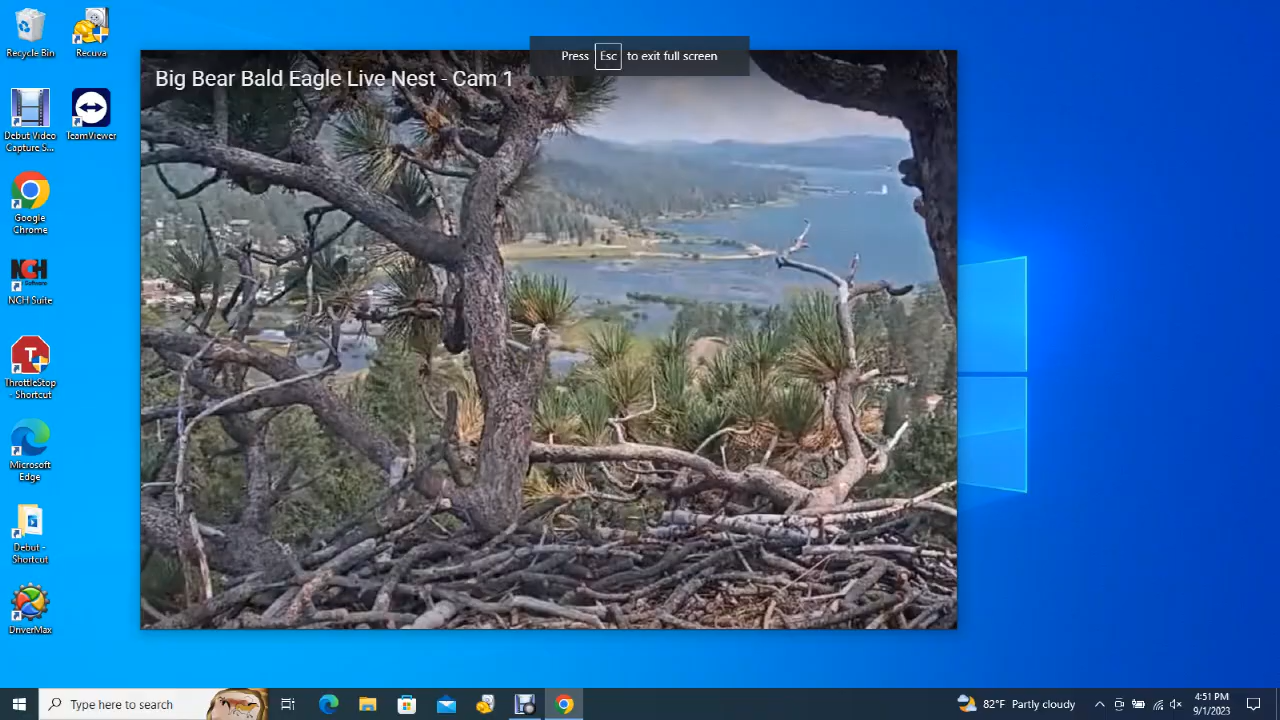 Recycle Bin
Recuva
Debut Video
Capture S...
TeamViewer
Google
Chrome
NCH
Software
NCH Suite
T
ThrottleStop
- Shortcut
Microsoft
Edge
Debut -
Shortcut
DriverMax
Press Esc to exit full screen
Big Bear Bald Eagle Live Nest - Cam 1
Type here to search
82°F Partly cloudy
4:51 PM
9/1/2023